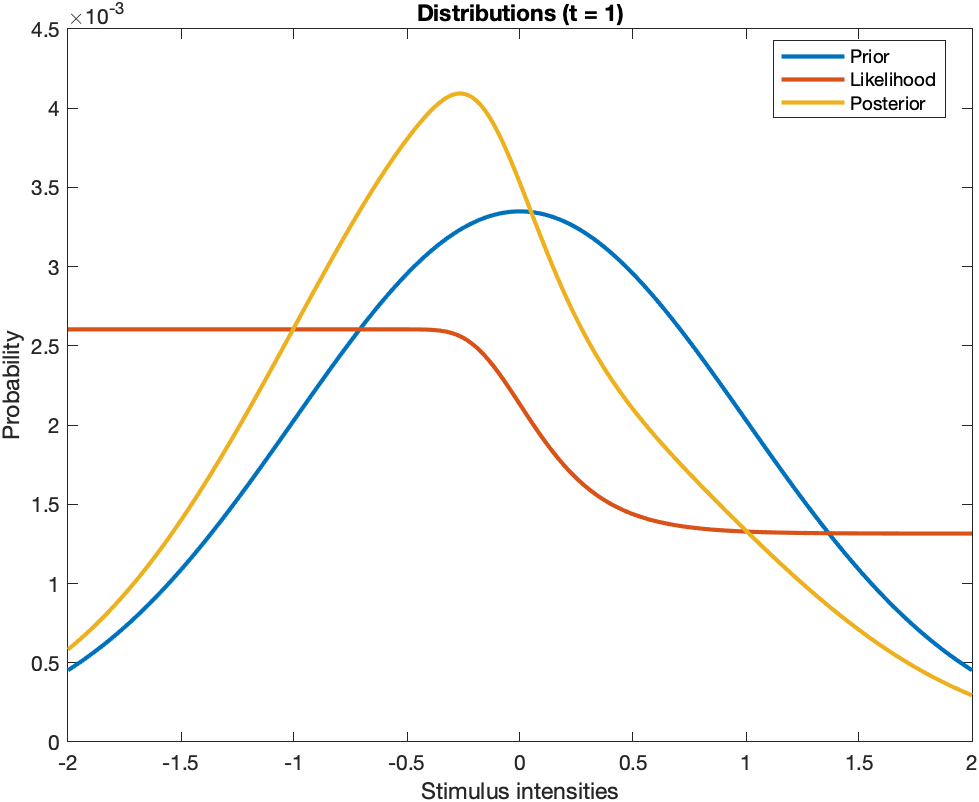 Distributions (t = 1)
×10-3
Prior
Likelihood
Posterior
4.5
4
3.5
3
2.5
2
1.5
1
0.5
0
Probability
-2 -1.5 -1 -0.5 0 0.5 1 1.5 2
Stimulus intensities